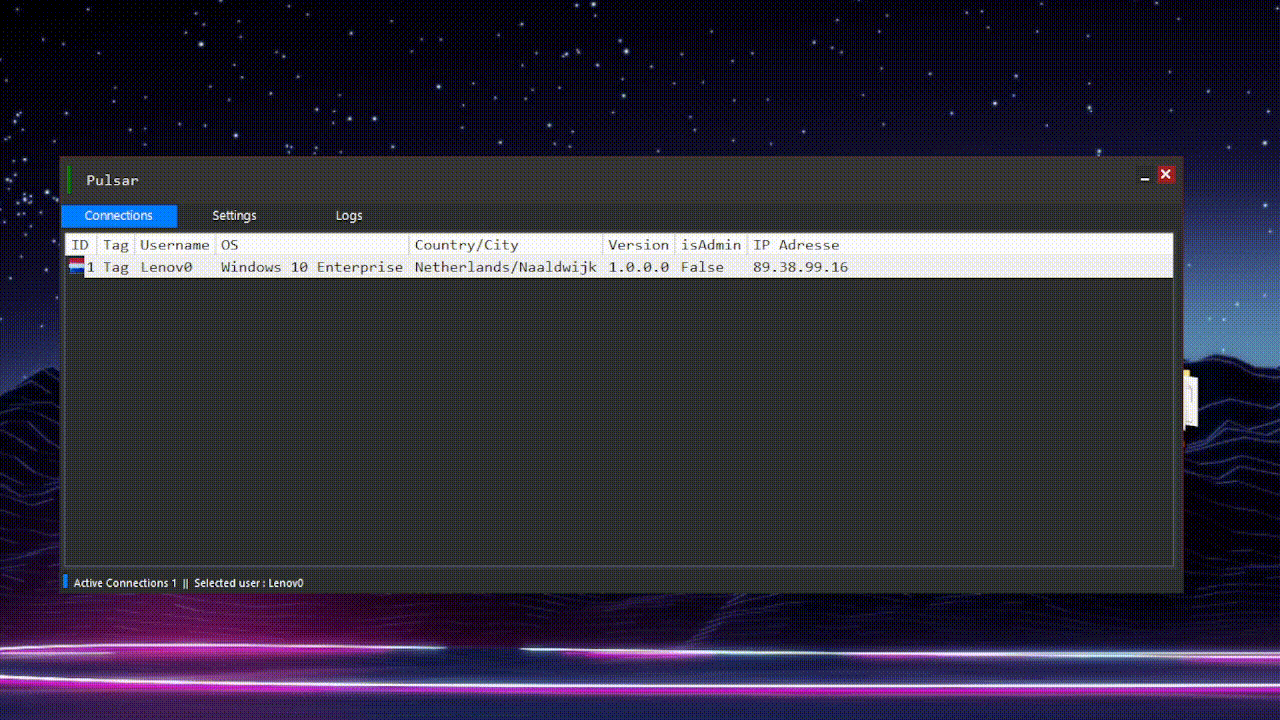 Pulsar
Connections Settings Logs
ID Tag Username OS Country/City Version isAdmin IP Adresse
1 Tag Lenov0 Windows 10 Enterprise Netherlands/Naaldwijk 1.0.0.0 False 89.38.99.16
Active Connections 1 || Selected user : Lenov0